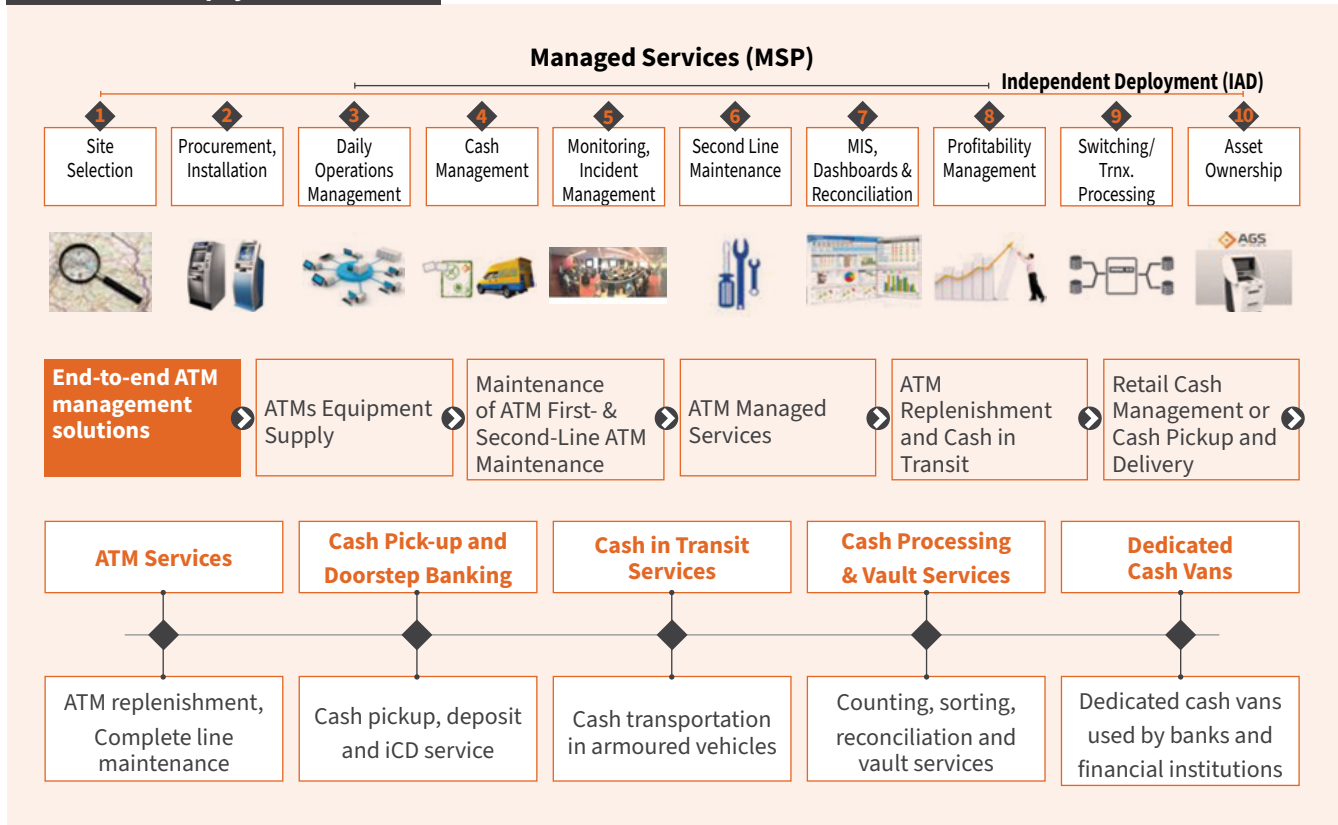 Managed Services (MSP)
Independent Deployment (IAD)
1
2
3
4
5
6
7
8
9
10
Site
Selection
Procurement,
Installation
Daily
Operations
Management
Cash
Management
Monitoring,
Incident
Management
Second Line
Maintenance
MIS,
Dashboards &
Reconciliation
Profitability
Management
Switching/
Trnx.
Processing
Asset
Ownership
AGS
End-to-end ATM
management
solutions
ATMs Equipment
Supply
Maintenance
of ATM First- &
Second-Line ATM
Maintenance
ATM Managed
Services
ATM
Replenishment
and Cash in
Transit
Retail Cash
Management or
Cash Pickup and
Delivery
ATM Services
Cash Pick-up and
Doorstep Banking
Cash in Transit
Services
Cash Processing
& Vault Services
Dedicated
Cash Vans
ATM replenishment,
Complete line
maintenance
Cash pickup, deposit
and iCD service
Cash transportation
in armoured vehicles
Counting, sorting,
reconciliation and
vault services
Dedicated cash vans
used by banks and
financial institutions